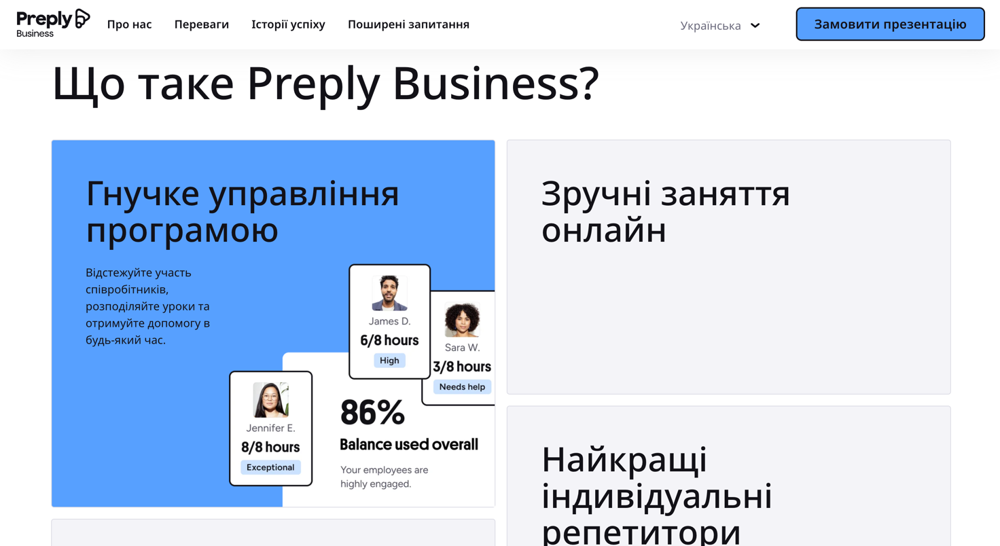 Preply
Business
Про нас
Переваги
Історії успіху
Поширені запитання
Українська
Замовити презентацію
Що таке Preply Business?
Гнучке управління
програмою
Відстежуйте участь
співробітників,
розподіляйте уроки та
отримуйте допомогу в
будь-який час.
James D.
6/8 hours
High
Sara W.
3/8 hours
Needs help
Jennifer E.
8/8 hours
Exceptional
86%
Balance used overall
Your employees are
highly engaged.
Зручні заняття
онлайн
Найкращі
індивідуальні
репетитори